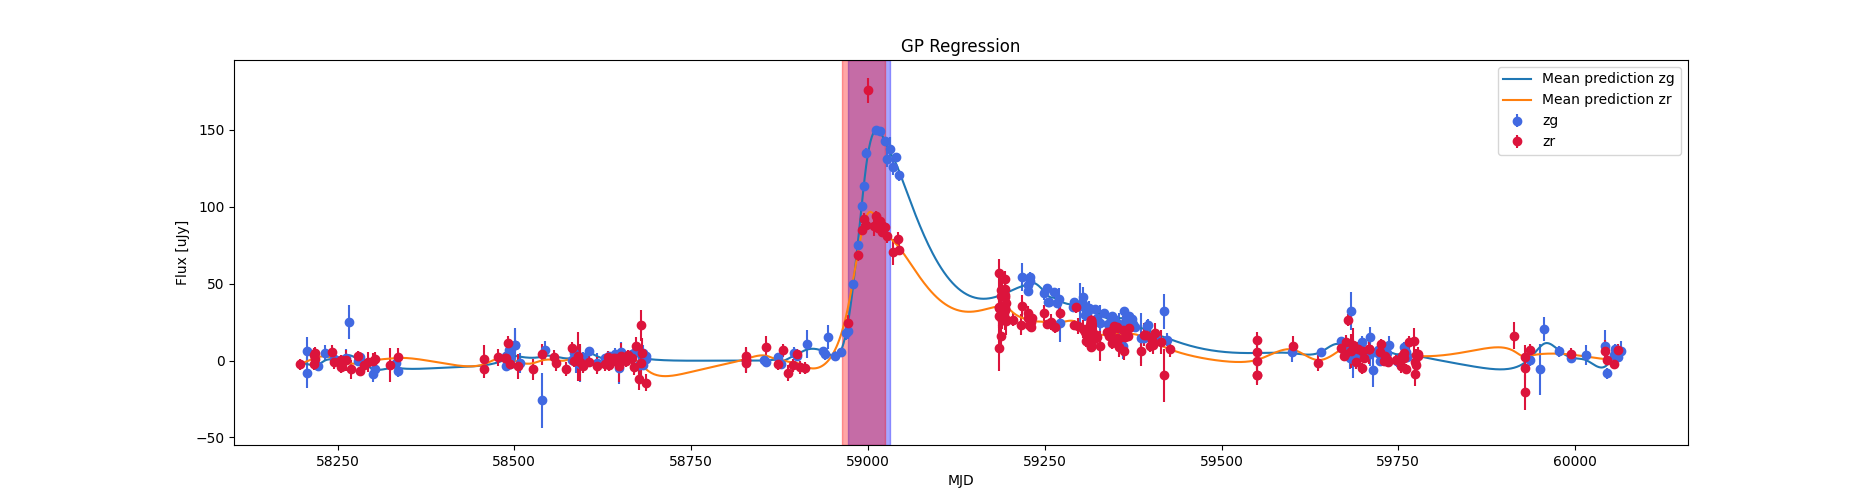 GP Regression
Mean prediction zg
Mean prediction zr
zg
zr
Flux [uJy]
150
100
50
0
−50
58250 58500 58750 59000 59250 59500 59750 60000
MJD